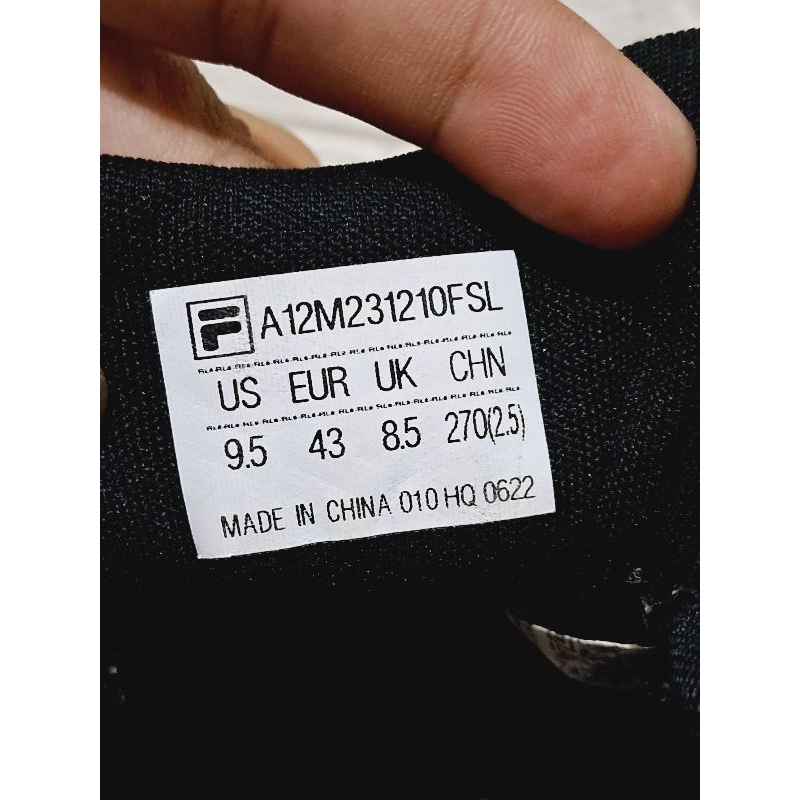 A12M231210FSL
US EUR UK CHN
9.5 43 8.5 270(2.5)
MADE IN CHINA 010 HQ 0622